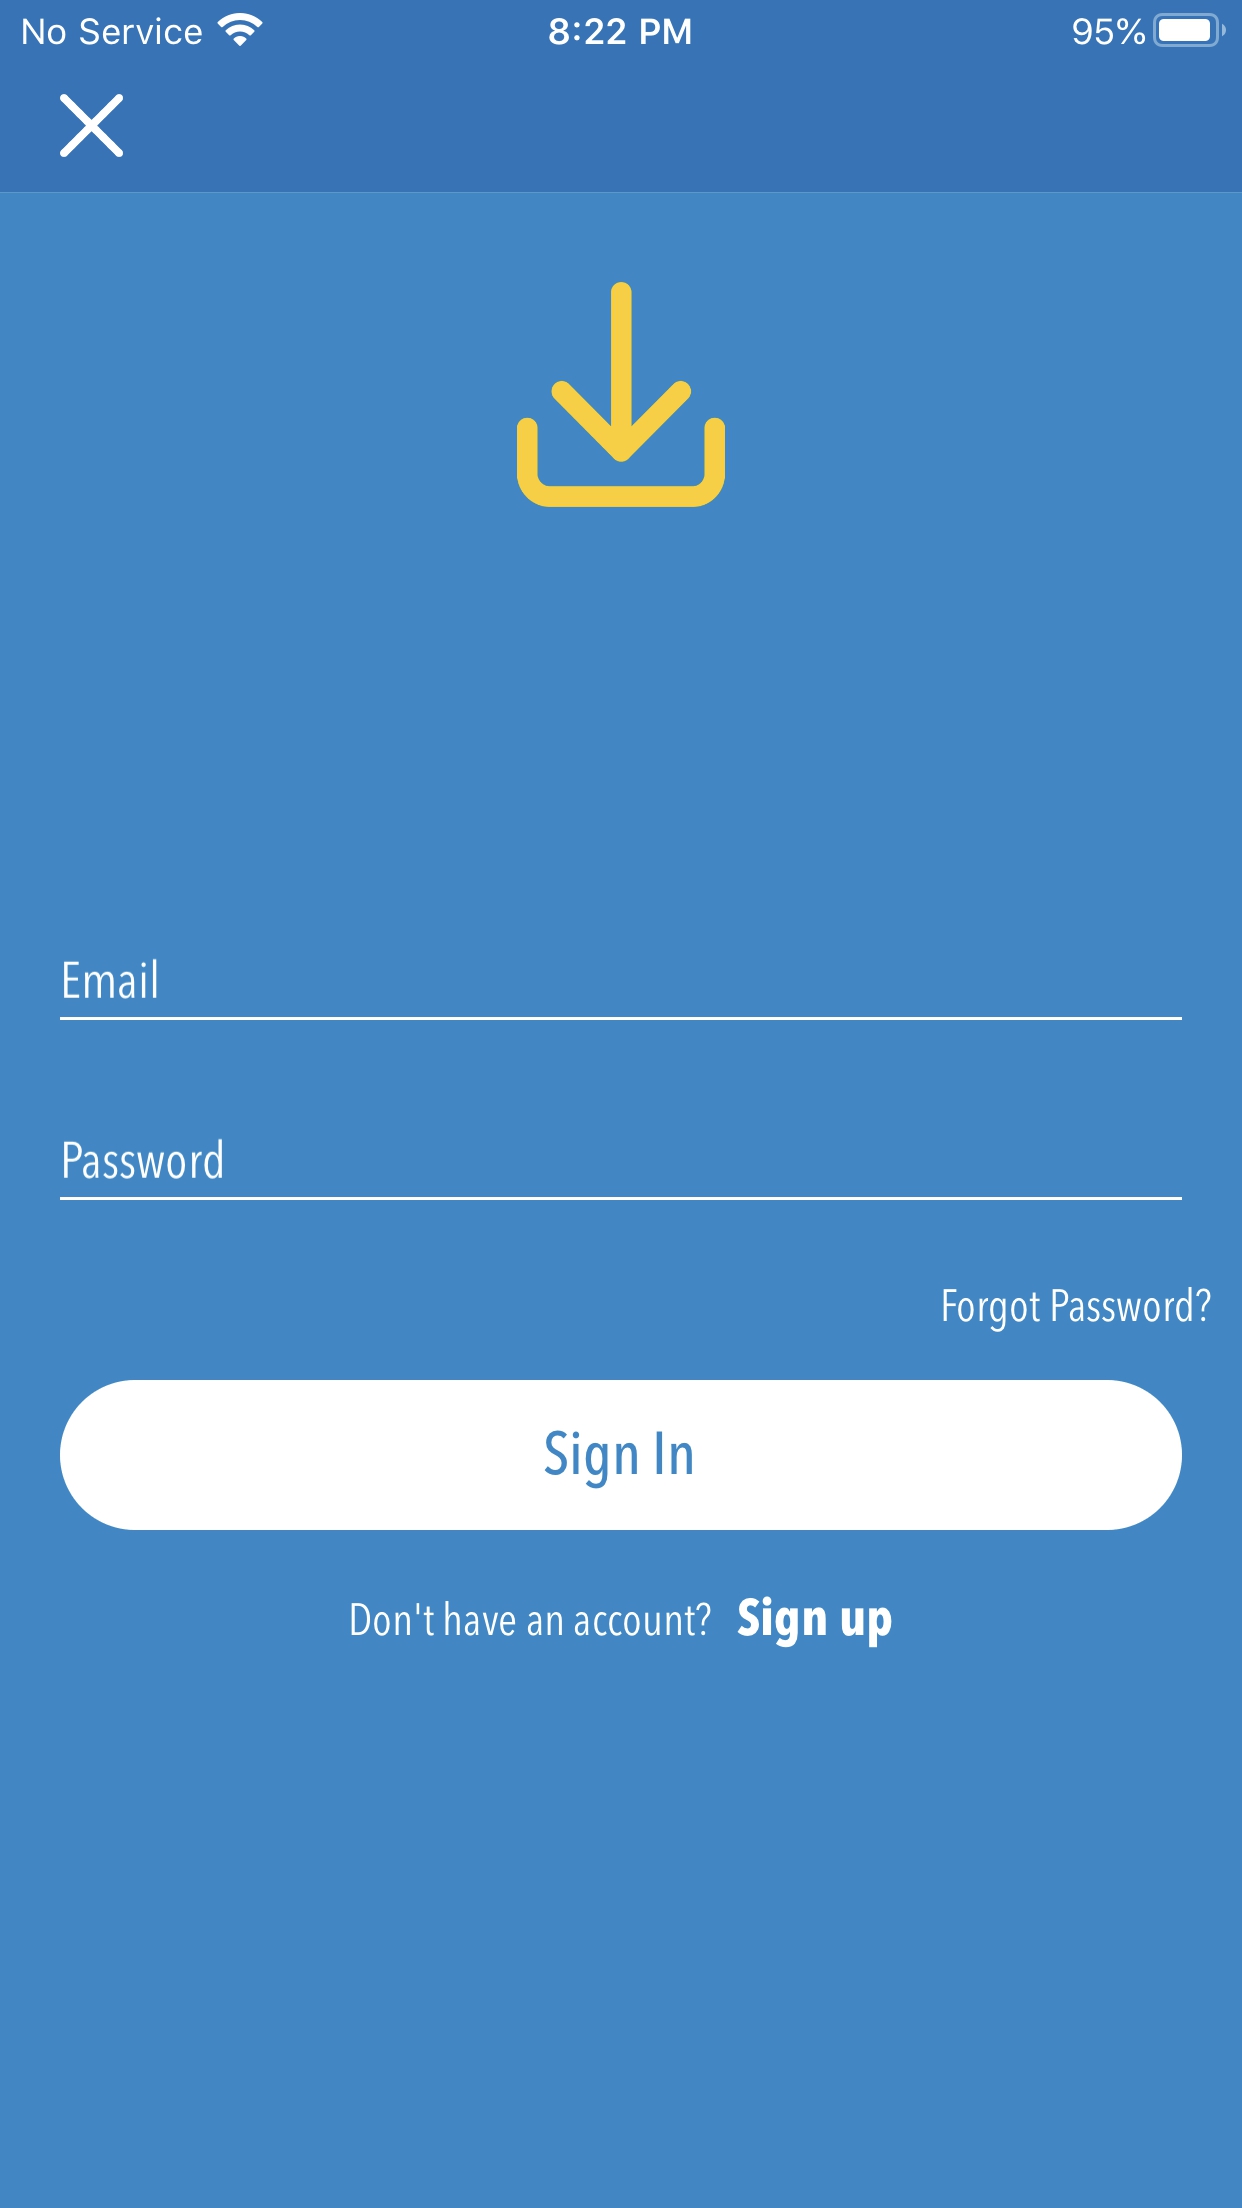 No Service 8:22 PM 95%
Email
Password
Forgot Password?
Sign In
Don't have an account? Sign up